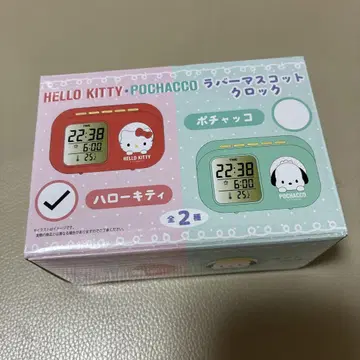 HELLO KITTY・POCHACCO ラバーマスコット
クロック
ポチャッコ
TIME
22:38
6:00
25
HELLO KITTY
TIME
22:38
6:00
25
POCHACCO
ハローキティ
全2種